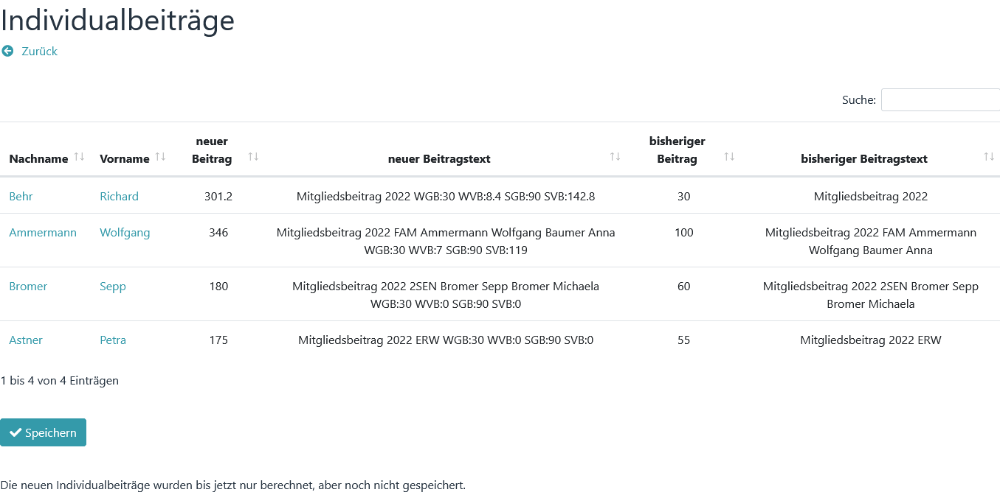 Individualbeiträge
Zurück
Suche:
Nachname Vorname neuer Beitrag neuer Beitragstext bisheriger Beitrag bisheriger Beitragstext
Behr Richard 301.2 Mitgliedsbeitrag 2022 WGB:30 WVB:8.4 SGB:90 SVB:142.8 30 Mitgliedsbeitrag 2022
Ammermann Wolfgang 346 Mitgliedsbeitrag 2022 FAM Ammermann Wolfgang Baumer Anna 100 Mitgliedsbeitrag 2022 FAM Ammermann
WGB:30 WVB:7 SGB:90 SVB:119 Wolfgang Baumer Anna
Bromer Sepp 180 Mitgliedsbeitrag 2022 2SEN Bromer Sepp Bromer Michaela 60 Mitgliedsbeitrag 2022 2SEN Bromer Sepp
WGB:30 WVB:0 SGB:90 SVB:0 Bromer Michaela
Astner Petra 175 Mitgliedsbeitrag 2022 ERW WGB:30 WVB:0 SGB:90 SVB:0 55 Mitgliedsbeitrag 2022 ERW
1 bis 4 von 4 Einträgen
Speichern
Die neuen Individualbeiträge wurden bis jetzt nur berechnet, aber noch nicht gespeichert.